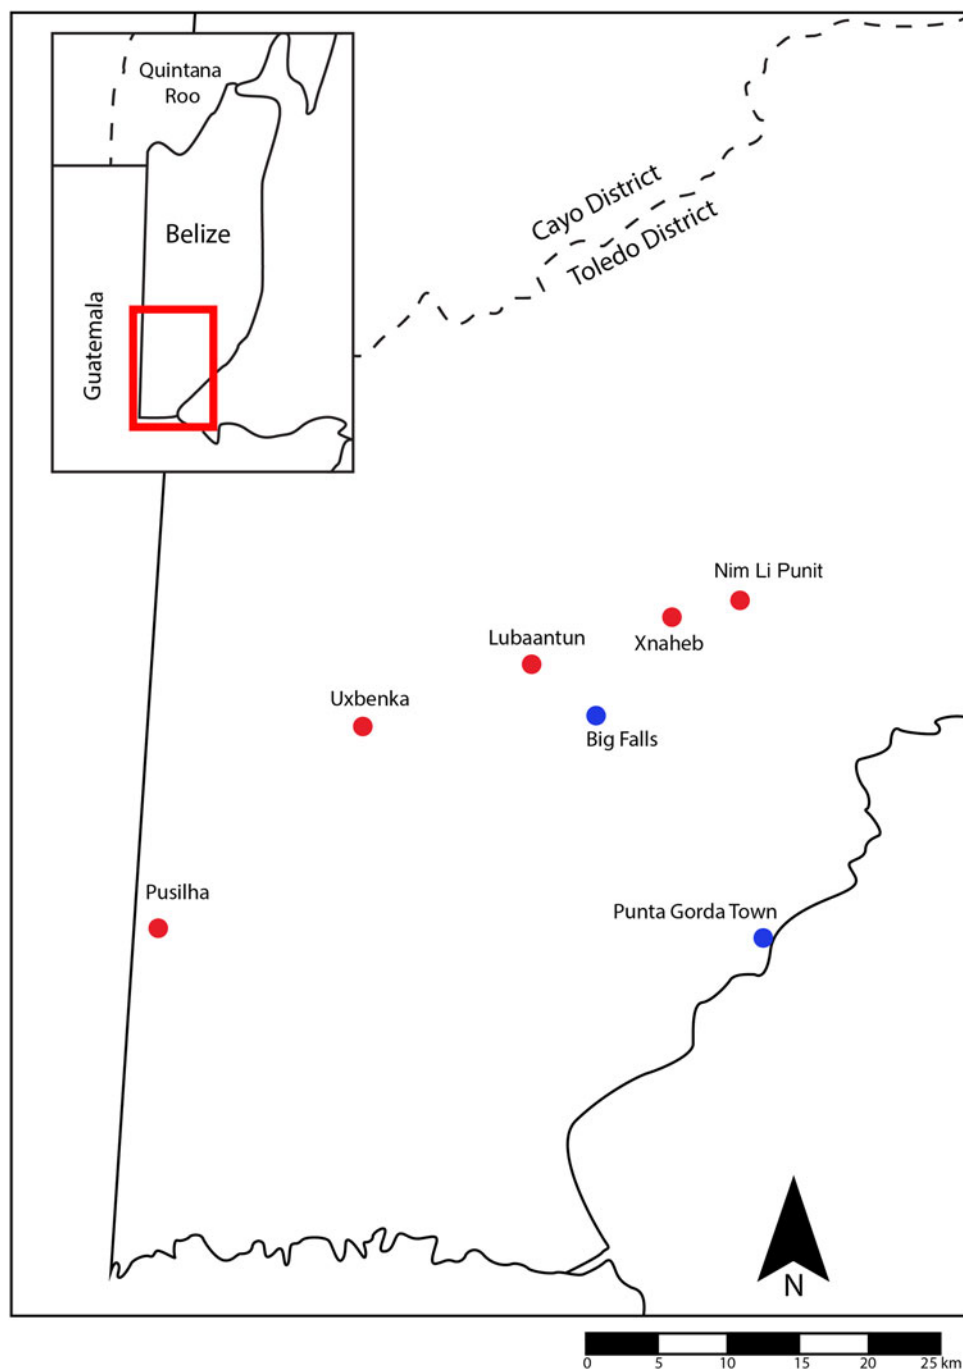 Quintana
Roo
Belize
Guatemala
Cayo District
Toledo District
Nim Li Punit
Xnaheb
Lubaantun
Uxbenka
Big Falls
Pusilha
Punta Gorda Town
N
0 5 10 15 20 25 km